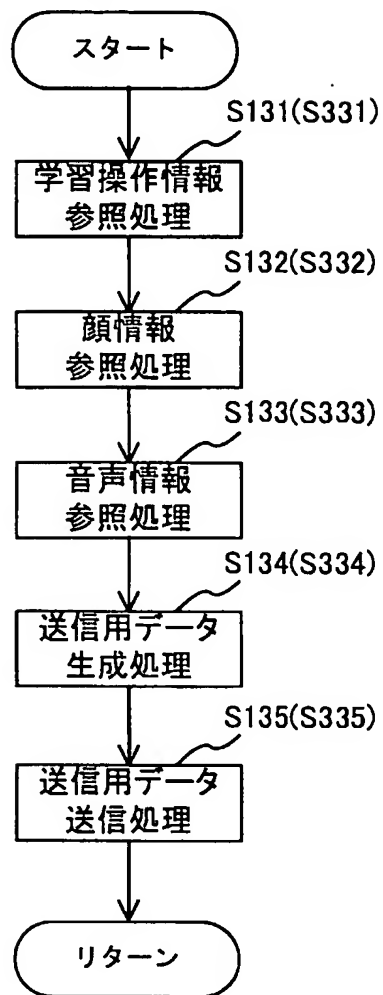 スタート
S131(S331)
学習操作情報
参照処理
S132(S332)
顔情報
参照処理
S133(S333)
音声情報
参照処理
S134(S334)
送信用データ
生成処理
S135(S335)
送信用データ
送信処理
リターン